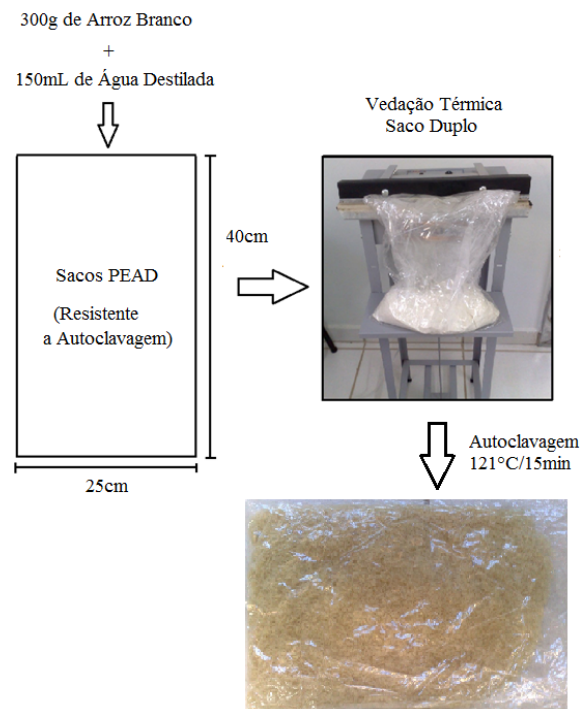 300g de Arroz Branco
+
150mL de Água Destilada
Sacos PEAD
(Resistente
a Autoclavagem)
40cm
25cm
Vedação Térmica
Saco Duplo
Autoclavagem
121°C/15min